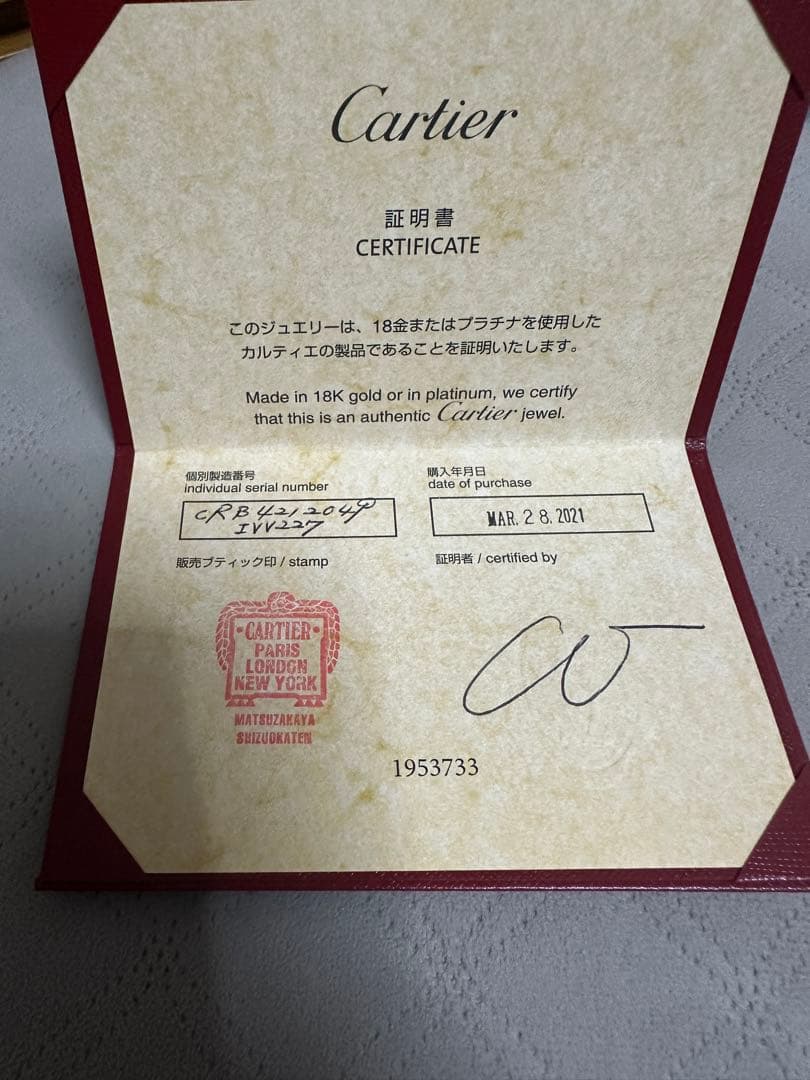 Cartier
証明書
CERTIFICATE
このジュエリーは、18金またはプラチナを使用した
カルティエの製品であることを証明いたします。
Made in 18K gold or in platinum, we certify
that this is an authentic Cartier jewel.
個別製造番号
individual serial number
CRB4212049
IVV227
購入年月日
date of purchase
MAR. 28. 2021
販売ブティック印 / stamp
証明者 / certified by
CARTIER
PARIS
LONDON
NEW YORK
MATSUZAKAYA
1953733